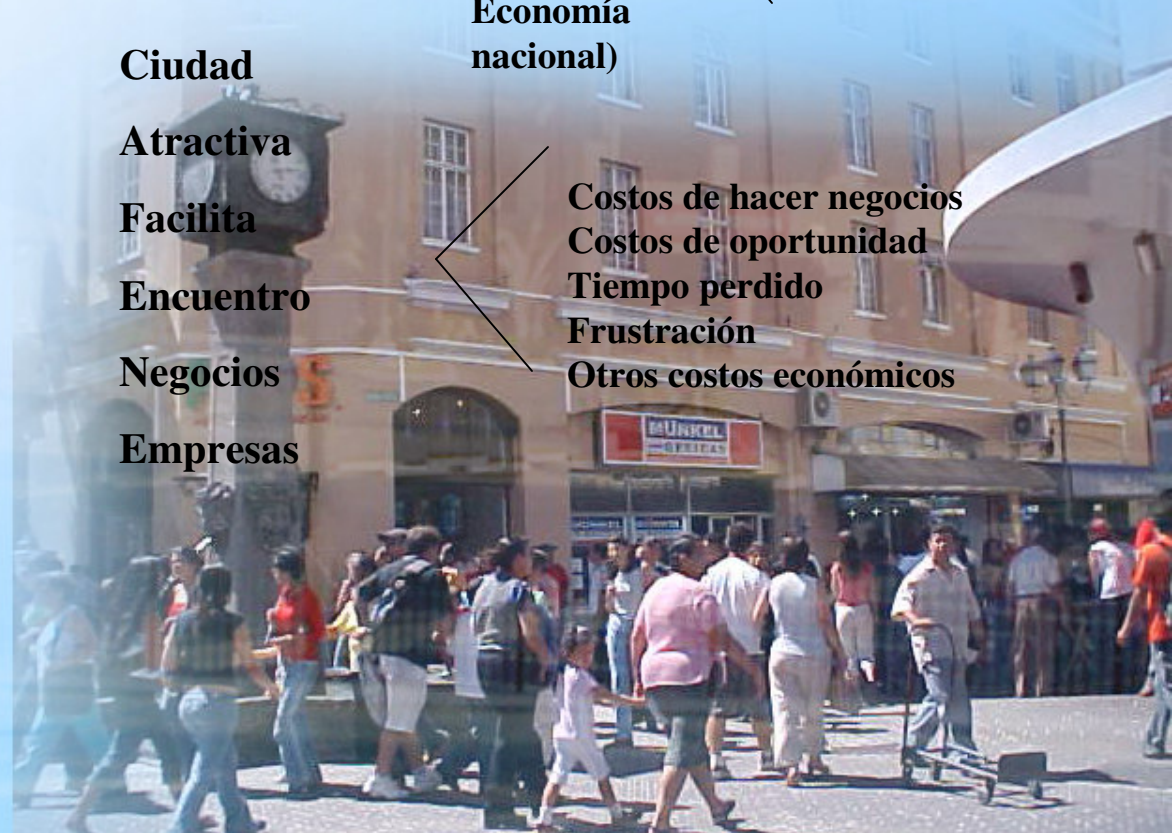 Economía
nacional)
Ciudad
Atractiva
Facilita
Encuentro
Negocios
Empresas
Costos de hacer negocios
Costos de oportunidad
Tiempo perdido
Frustración
Otros costos económicos